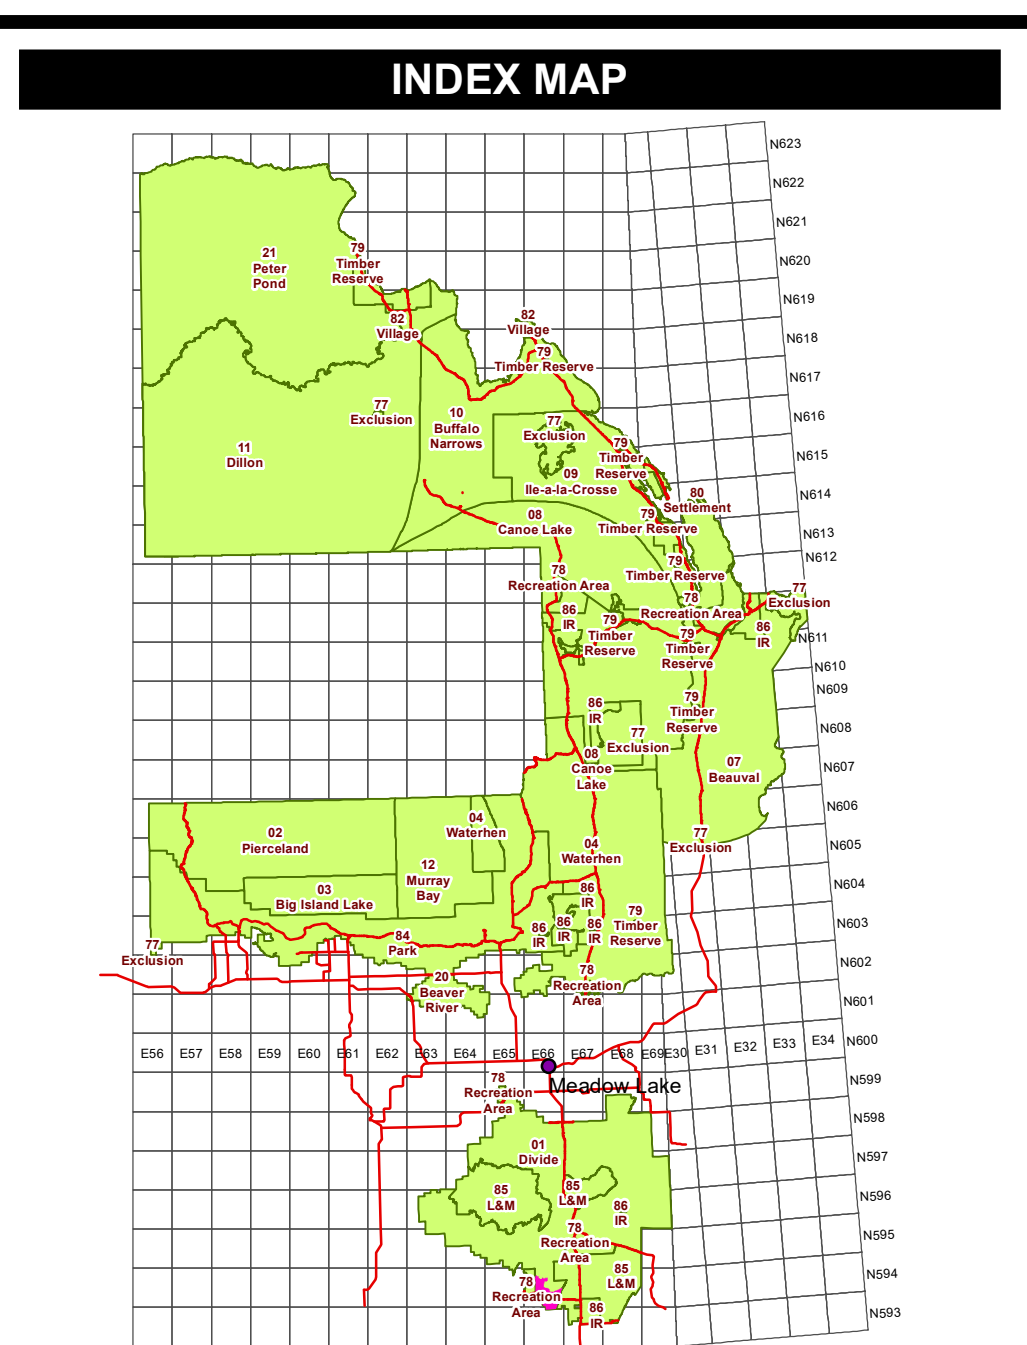 INDEX MAP
N623
N622
N621
N620
N619
N618
N617
N616
N615
N614
N613
N612
N611
N610
N609
N608
N607
N606
N605
N604
N603
N602
N601
N600
N599
N598
N597
N596
N595
N594
N593
21
Peter
Pond
79
Timber
Reserve
82
Village
82
Village
79
Timber Reserve
77
Exclusion
10
Buffalo
Narrows
77
Exclusion
11
Dillon
79
Timber
Reserve
09
Ile-a-la-Crosse
80
Settlement
08
Canoe Lake
79
Timber Reserve
79
Timber Reserve
78
Recreation Area
77
Exclusion
78
Recreation Area
86
IR
79
Timber
Reserve
79
Timber
Reserve
86
IR
86
IR
79
Timber
Reserve
77
Exclusion
08
Canoe
Lake
07
Beauval
02
Pierceland
04
Waterhen
12
Murray
Bay
03
Big Island Lake
04
Waterhen
77
Exclusion
86
IR
86
IR
86
IR
86
IR
79
Timber
Reserve
84
Park
77
Exclusion
20
Beaver
River
78
Recreation
Area
E56 E57 E58 E59 E60 E61 E62 E63 E64 E65 E66 E67 E68 E69 E30 E31 E32 E33 E34
Meadow Lake
78
Recreation
Area
01
Divide
85
L&M
85
L&M
86
IR
78
Recreation
Area
85
L&M
78
Recreation
Area
86
IR